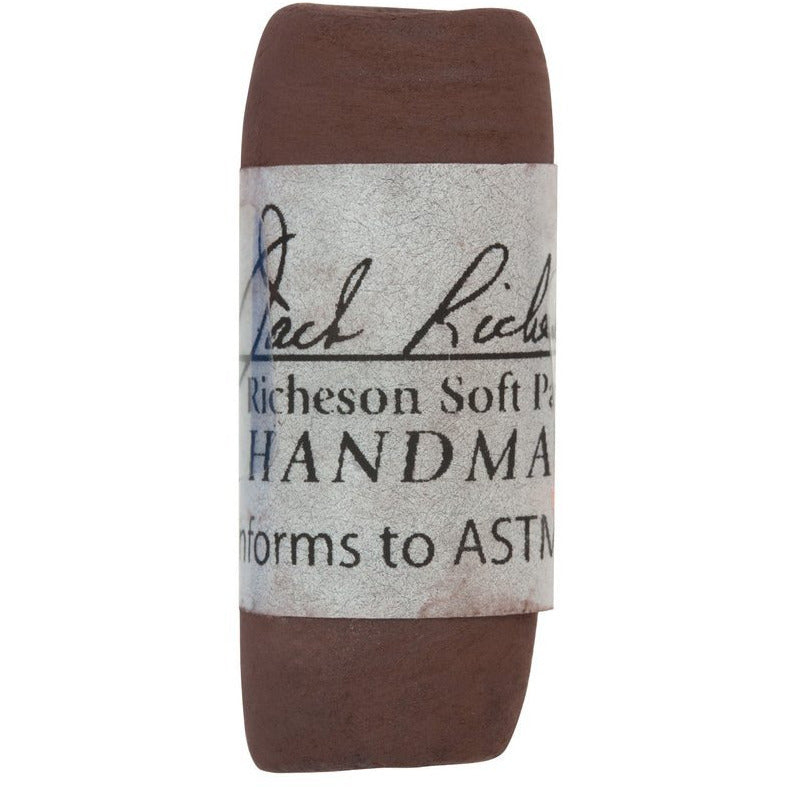 Jack Riche
Richeson Soft Pa
HANDMA
nforms to ASTM